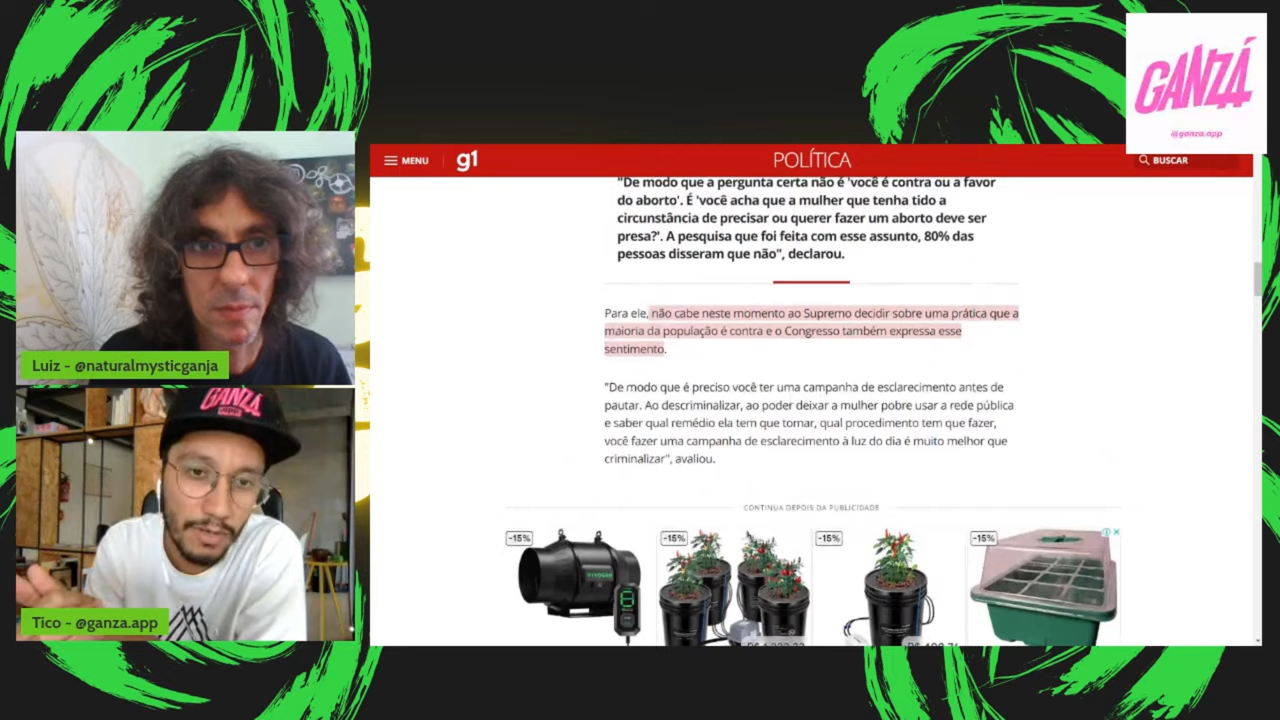 GANZÁ
@ganza.app
MENU
g1
POLÍTICA
BUSCAR
"De modo que a pergunta certa não é 'você é contra ou a favor
do aborto'. É 'você acha que a mulher que tenha tido a
circunstância de precisar ou querer fazer um aborto deve ser
presa?'. A pesquisa que foi feita com esse assunto, 80% das
pessoas disseram que não", declarou.
Para ele, não cabe neste momento ao Supremo decidir sobre uma prática que a
maioria da população é contra e o Congresso também expressa esse
sentimento.
"De modo que é preciso você ter uma campanha de esclarecimento antes de
pautar. Ao descriminalizar, ao poder deixar a mulher pobre usar a rede pública
e saber qual remédio ela tem que tomar, qual procedimento tem que fazer,
você fazer uma campanha de esclarecimento à luz do dia é muito melhor que
criminalizar", avaliou.
CONTINUA DEPOIS DA PUBLICIDADE
-15%
-15%
-15%
-15%
Luiz - @naturalmysticganja
GANZÁ
Tico - @ganza.app